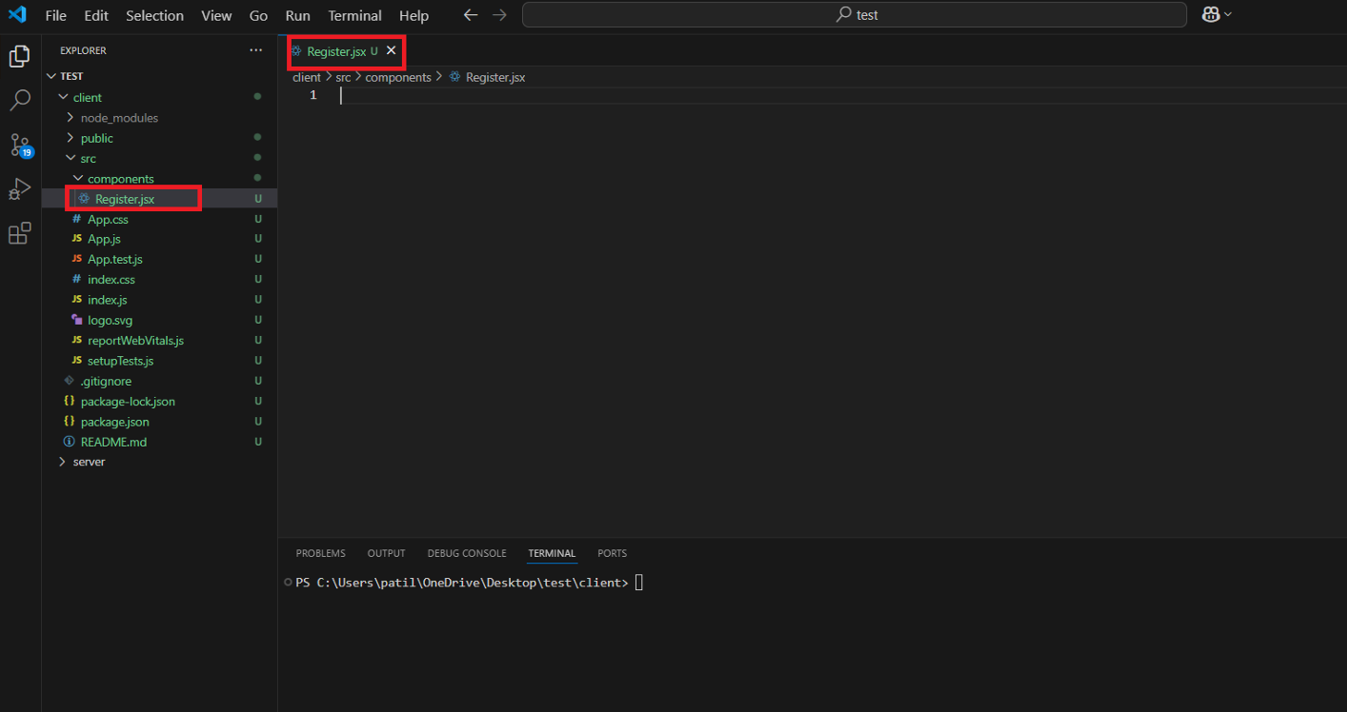 File Edit Selection View Go Run Terminal Help test
EXPLORER
TEST
client
node_modules
public
src
components
Register.jsx U
# App.css U
JS App.js U
JS App.test.js U
# index.css U
JS index.js U
logo.svg U
JS reportWebVitals.js U
JS setupTests.js U
.gitignore U
{} package-lock.json U
{} package.json U
README.md U
server
19
Register.jsx U
client > src > components > Register.jsx
1
PROBLEMS OUTPUT DEBUG CONSOLE TERMINAL PORTS
PS C:\Users\patil\OneDrive\Desktop\test\client>